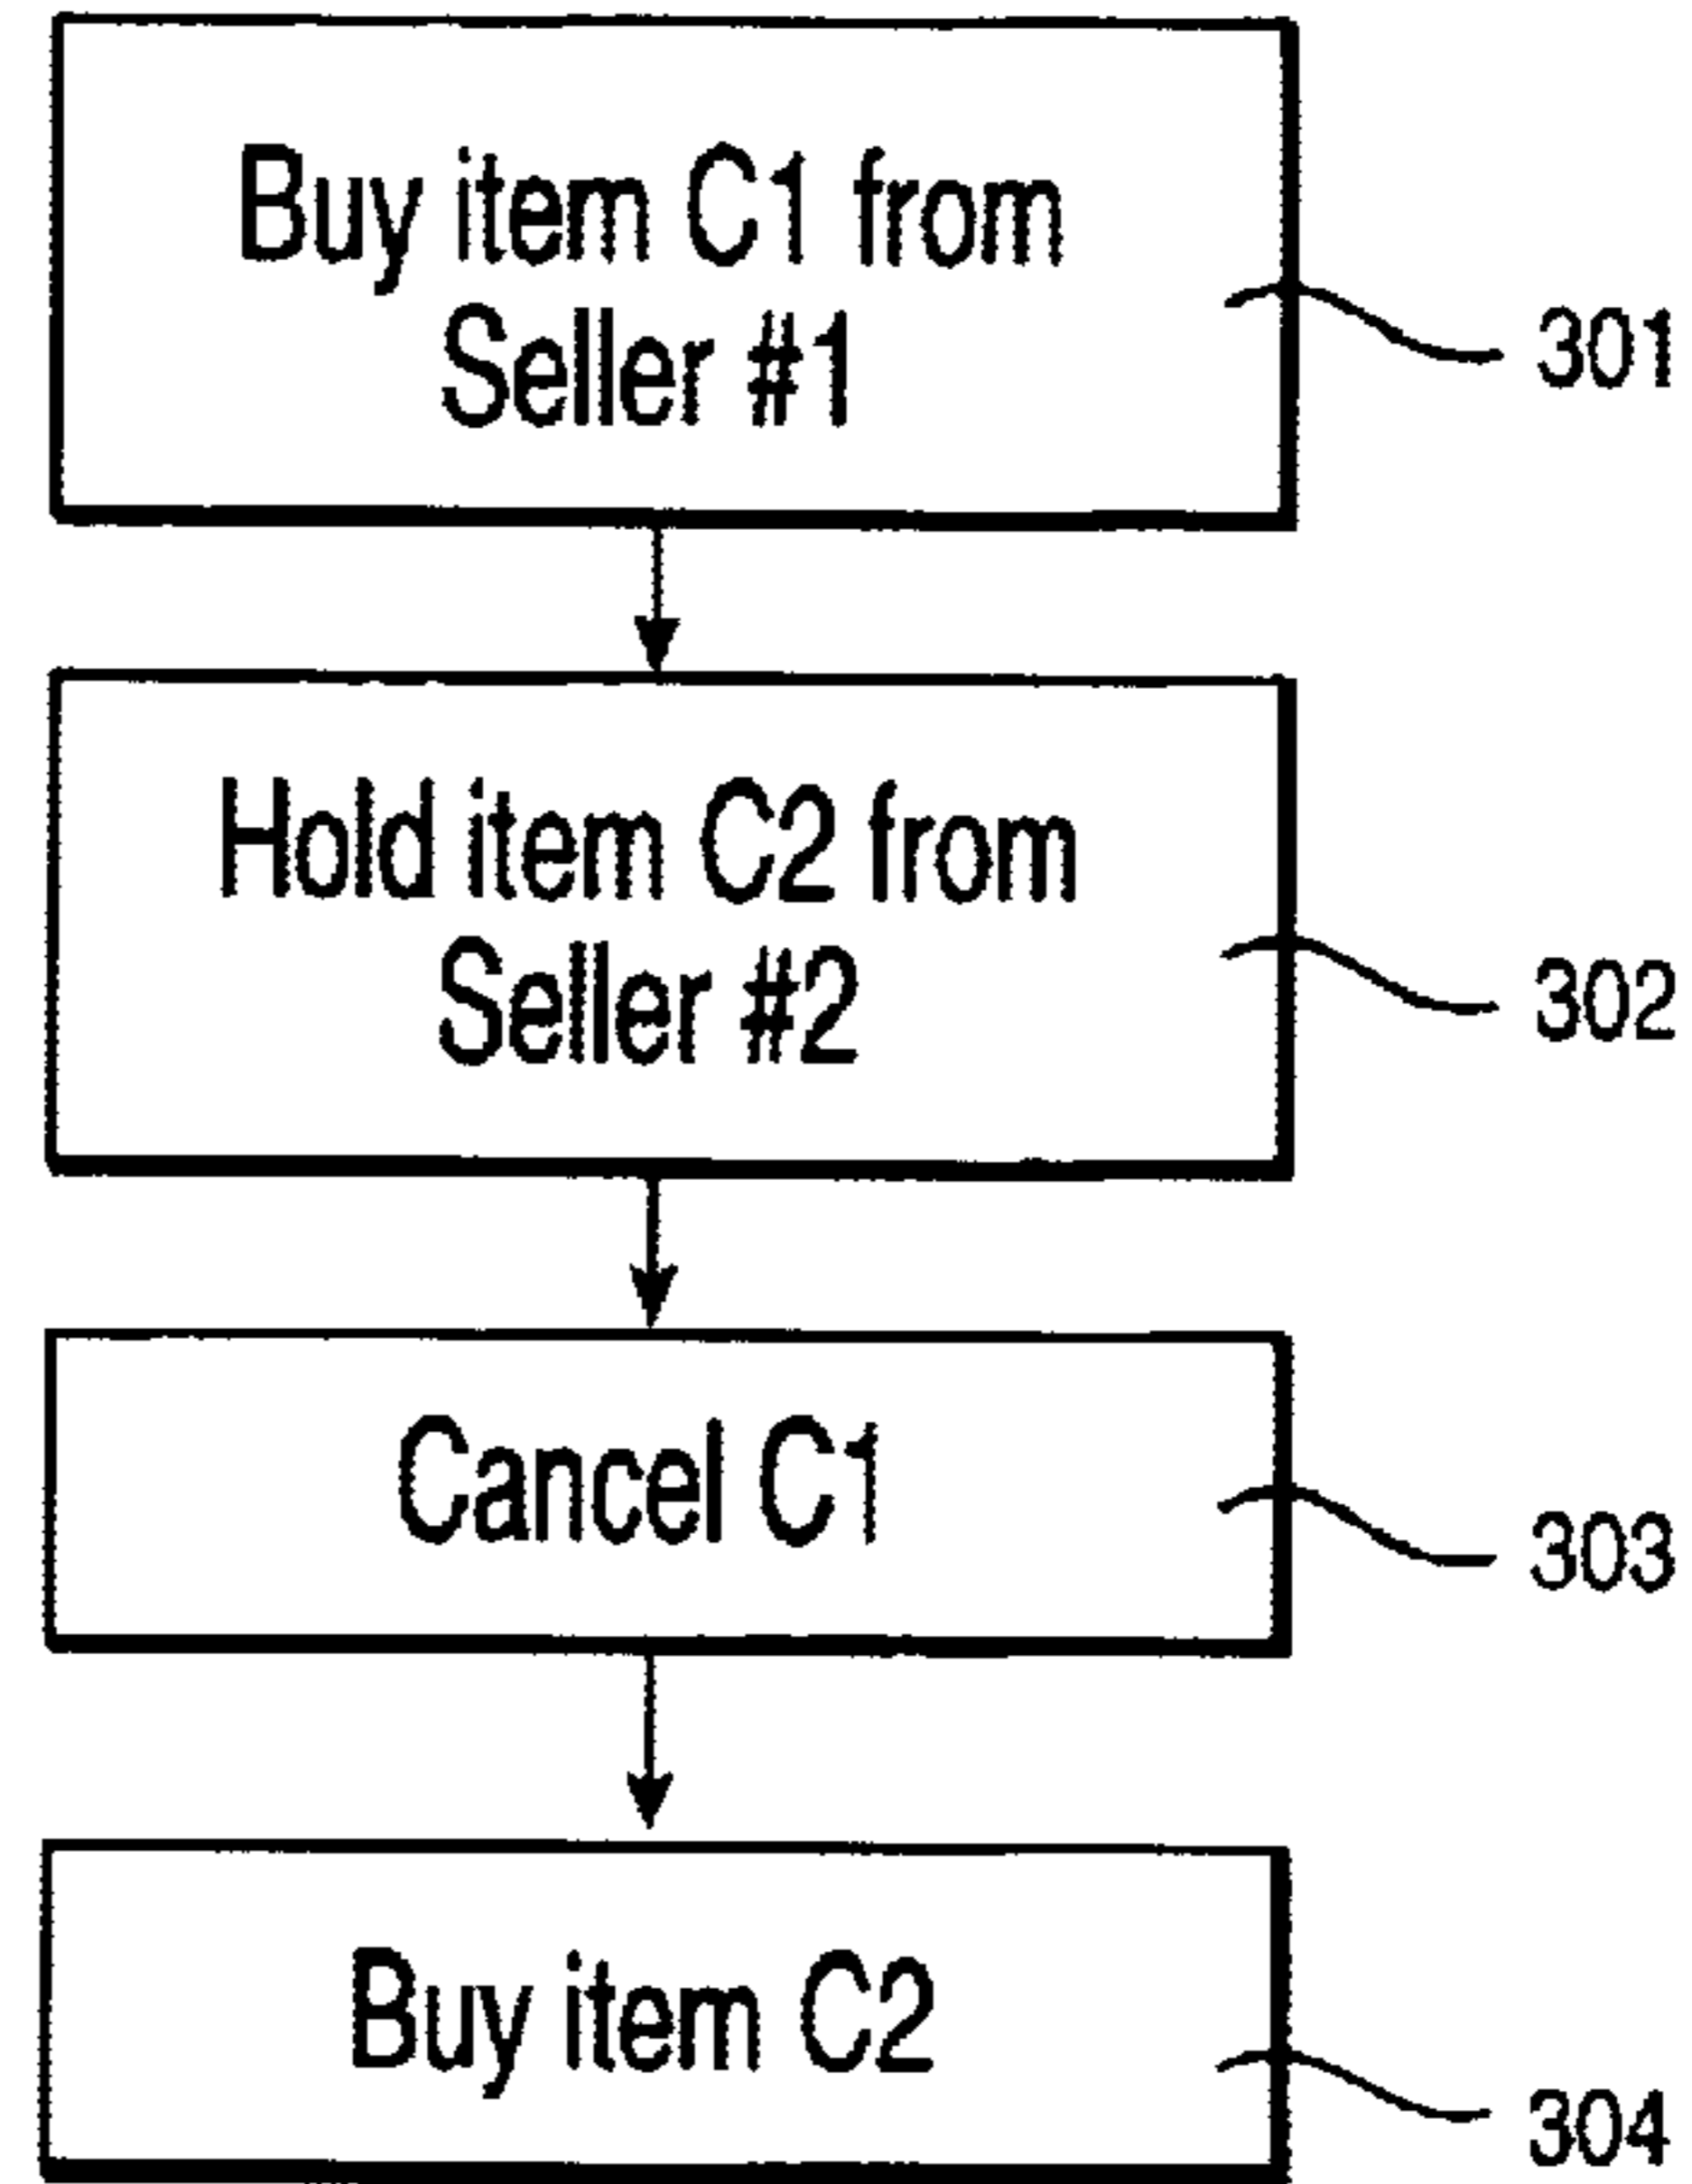 Buy item C1 from
Seller #1
301
Hold item C2 from
Seller #2
302
Cancel C1
303
Buy item C2
304